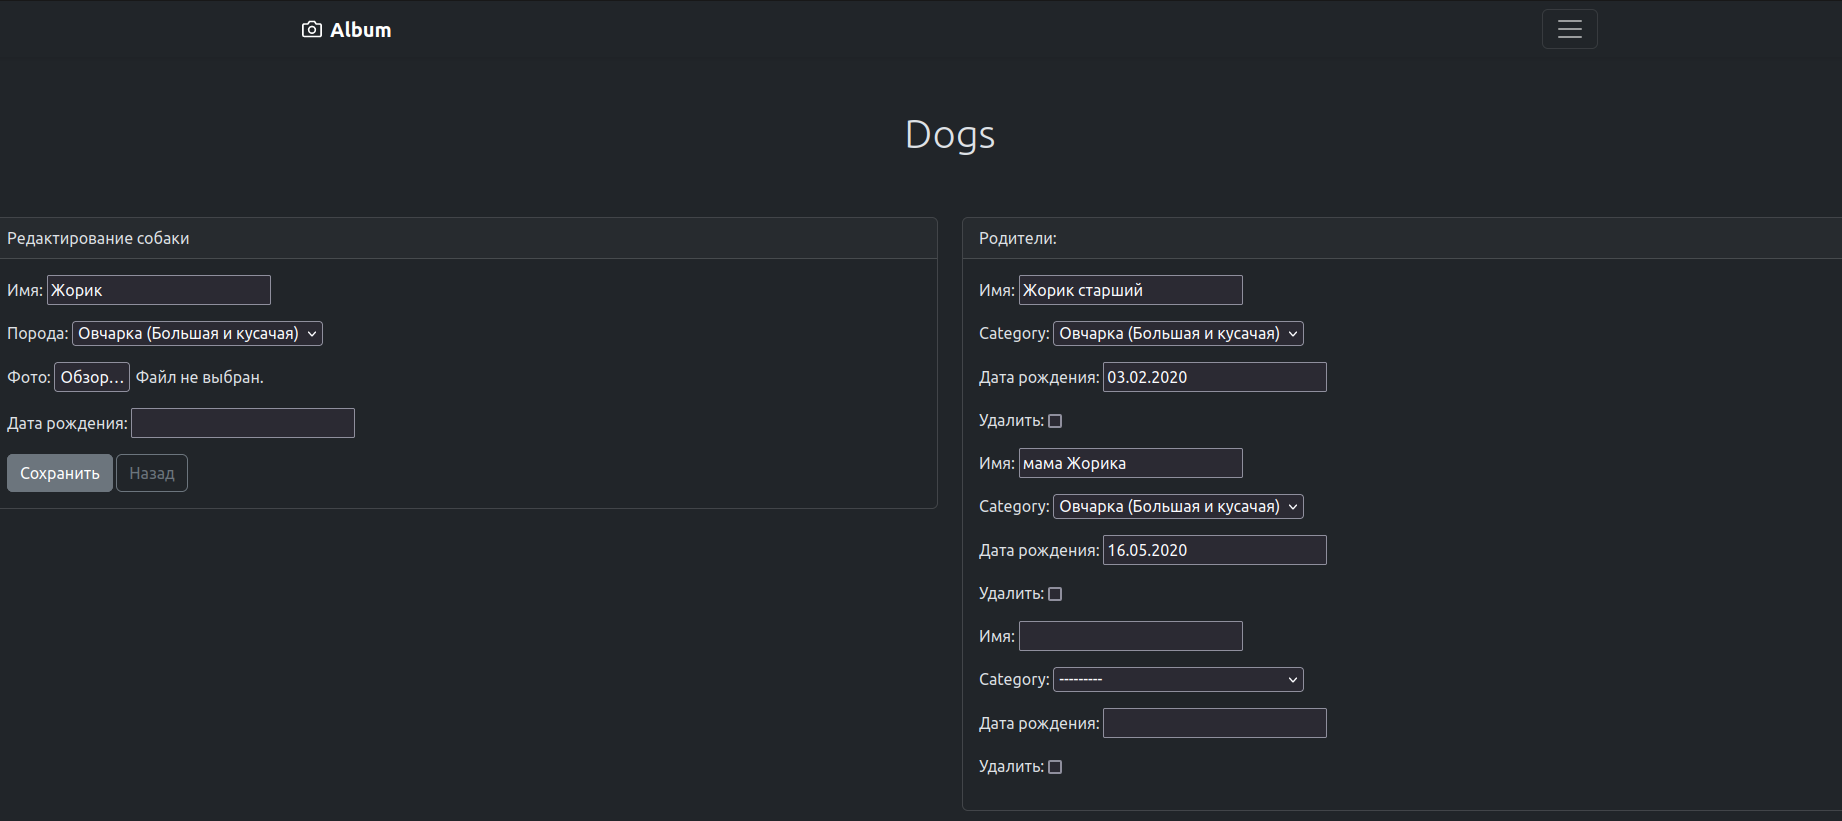 Album
Dogs
Редактирование собаки
Имя: Жорик
Порода: Овчарка (Большая и кусачая)
Фото: Обзор... Файл не выбран.
Дата рождения:
Сохранить Назад
Родители:
Имя: Жорик старший
Category: Овчарка (Большая и кусачая)
Дата рождения: 03.02.2020
Удалить:
Имя: мама Жорика
Category: Овчарка (Большая и кусачая)
Дата рождения: 16.05.2020
Удалить:
Имя:
Category: ---------
Дата рождения:
Удалить: